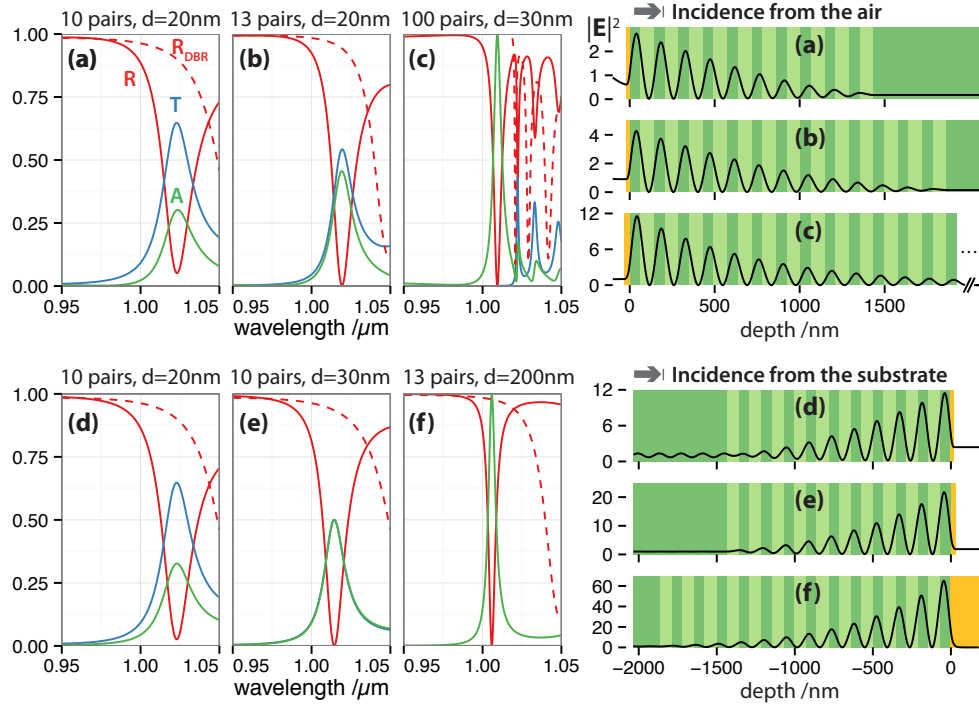 10 pairs, d=20nm 13 pairs, d=20nm 100 pairs, d=30nm
1.00
0.75
0.50
0.25
0.00
(a) R R_DBR T A
(b)
(c)
0.95 1.00 1.05
0.95 1.00 1.05
0.95 1.00 1.05
wavelength /µm wavelength /µm
|E|²
Incidence from the air
(a)
2
1
0
(b)
4
2
0
(c)
12
6
0
...
0 500 1000 1500
depth /nm
10 pairs, d=20nm 10 pairs, d=30nm 13 pairs, d=200nm
1.00
0.75
0.50
0.25
0.00
(d)
(e)
(f)
0.95 1.00 1.05
0.95 1.00 1.05
0.95 1.00 1.05
wavelength /µm wavelength /µm
Incidence from the substrate
(d)
12
6
0
(e)
20
10
0
(f)
60
40
20
0
−2000 −1500 −1000 −500 0
depth /nm